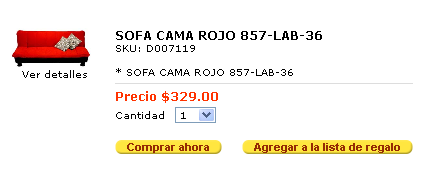 SOFA CAMA ROJO 857-LAB-36
SKU: D007119
Ver detalles
* SOFA CAMA ROJO 857-LAB-36
Precio $329.00
Cantidad 1
Comprar ahora
Agregar a la lista de regalo